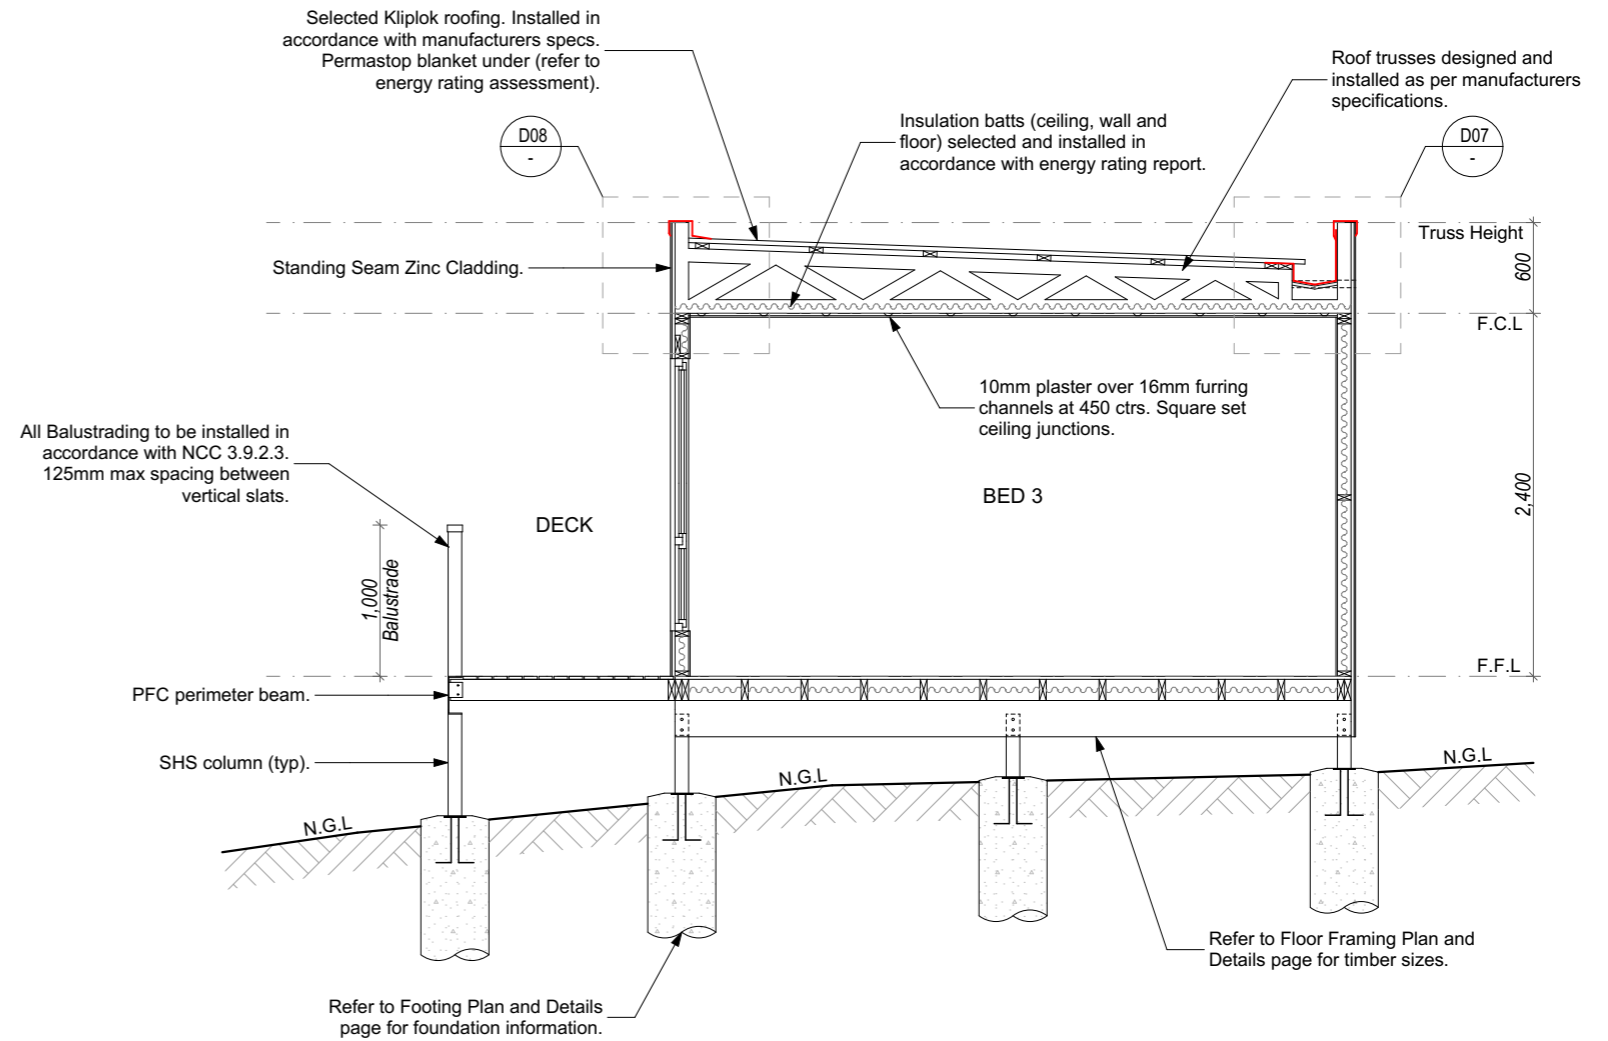 Selected Kliplok roofing. Installed in
accordance with manufacturers specs.
Permastop blanket under (refer to
energy rating assessment).
Roof trusses designed and
installed as per manufacturers
specifications.
Insulation batts (ceiling, wall and
floor) selected and installed in
accordance with energy rating report.
D08
-
D07
-
Truss Height
600
Standing Seam Zinc Cladding.
F.C.L
10mm plaster over 16mm furring
channels at 450 ctrs. Square set
ceiling junctions.
All Balustrading to be installed in
accordance with NCC 3.9.2.3.
125mm max spacing between
vertical slats.
BED 3
2,400
DECK
1,000
Balustrade
F.F.L
PFC perimeter beam.
SHS column (typ).
N.G.L
N.G.L
N.G.L
Refer to Floor Framing Plan and
Details page for timber sizes.
Refer to Footing Plan and Details
page for foundation information.